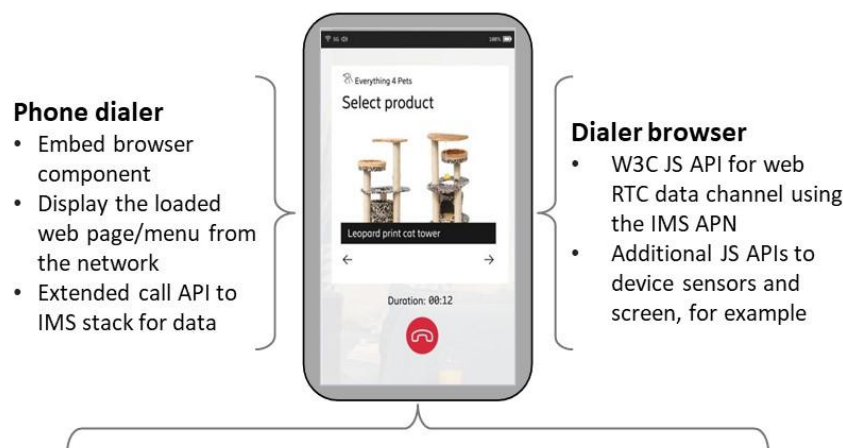 5G
100%
Everything 4 Pets
Select product
Leopard print cat tower
← →
Duration: 00:12
Phone dialer
• Embed browser
component
• Display the loaded
web page/menu from
the network
• Extended call API to
IMS stack for data
Dialer browser
• W3C JS API for web
RTC data channel using
the IMS APN
• Additional JS APIs to
device sensors and
screen, for example